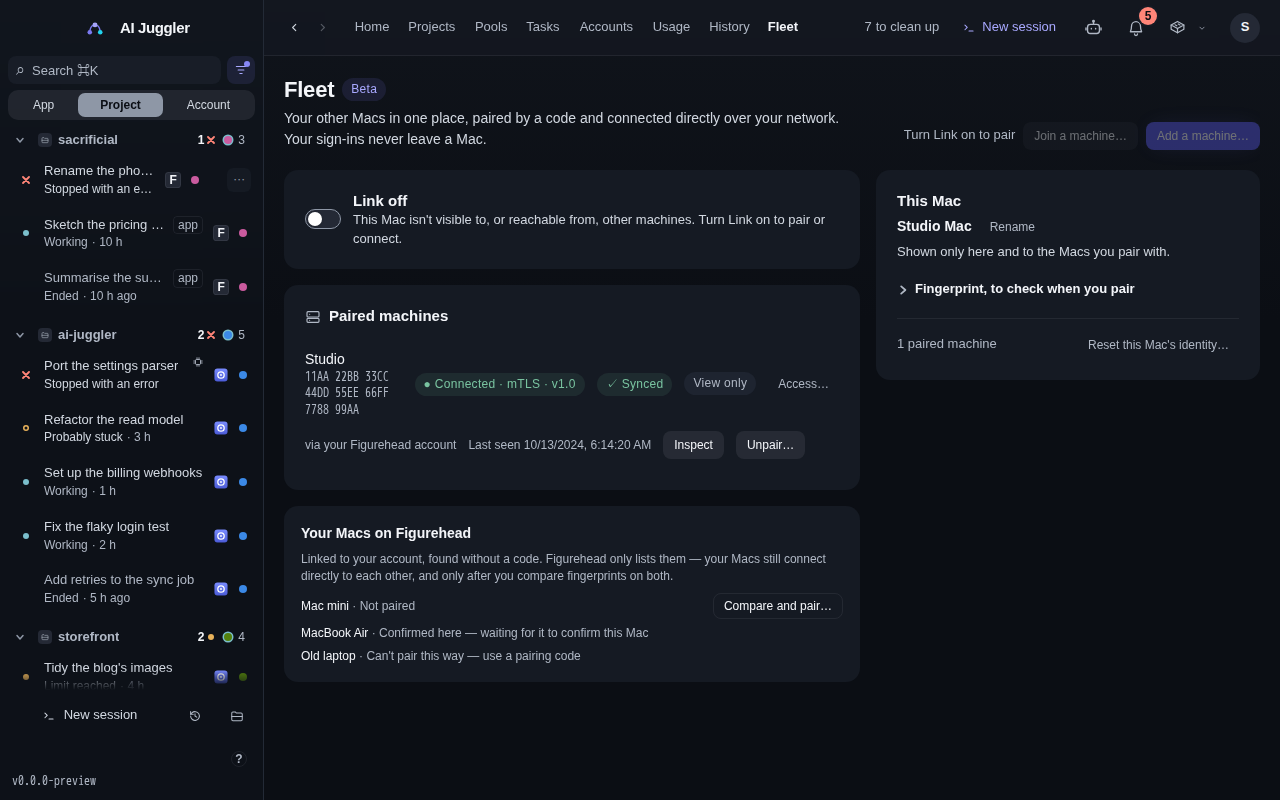 AI Juggler
Search ⌘K
App
Project
Account
sacrificial
1 3
Rename the pho…
Stopped with an e…
F
Sketch the pricing …
app
Working · 10 h
F
Summarise the su…
app
Ended · 10 h ago
F
ai-juggler
2 5
Port the settings parser
Stopped with an error
Refactor the read model
Probably stuck · 3 h
Set up the billing webhooks
Working · 1 h
Fix the flaky login test
Working · 2 h
Add retries to the sync job
Ended · 5 h ago
storefront
2 4
Tidy the blog's images
Limit reached · 4 h
New session
?
v0.0.0-preview
Home
Projects
Pools
Tasks
Accounts
Usage
History
Fleet
7 to clean up
New session
5
S
Fleet
Beta
Your other Macs in one place, paired by a code and connected directly over your network.
Your sign-ins never leave a Mac.
Turn Link on to pair
Join a machine…
Add a machine…
Link off
This Mac isn't visible to, or reachable from, other machines. Turn Link on to pair or
connect.
Paired machines
Studio
11AA 22BB 33CC
44DD 55EE 66FF
7788 99AA
● Connected · mTLS · v1.0
✓ Synced
View only
Access…
via your Figurehead account
Last seen 10/13/2024, 6:14:20 AM
Inspect
Unpair…
Your Macs on Figurehead
Linked to your account, found without a code. Figurehead only lists them — your Macs still connect
directly to each other, and only after you compare fingerprints on both.
Mac mini · Not paired
Compare and pair…
MacBook Air · Confirmed here — waiting for it to confirm this Mac
Old laptop · Can't pair this way — use a pairing code
This Mac
Studio Mac
Rename
Shown only here and to the Macs you pair with.
Fingerprint, to check when you pair
1 paired machine
Reset this Mac's identity…